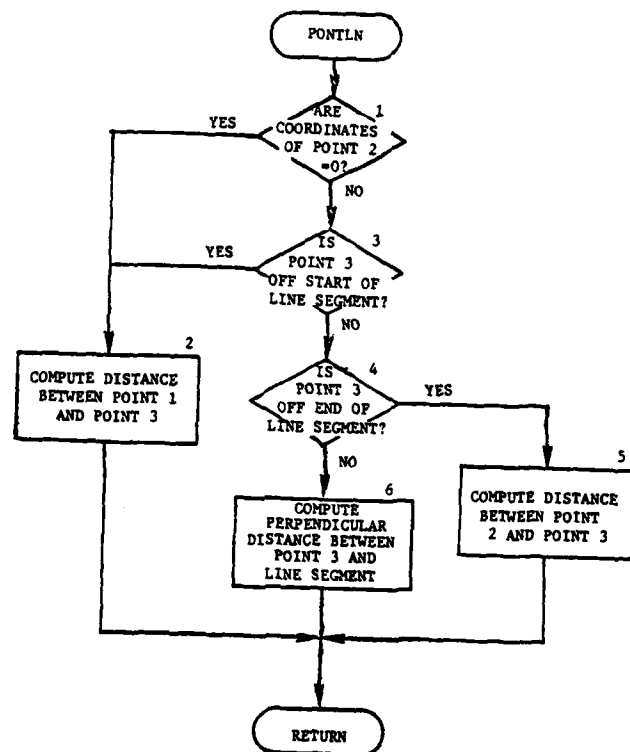 PONTLN
1
ARE
COORDINATES
OF POINT 2
=0?
YES
NO
3
IS
POINT 3
OFF START OF
LINE SEGMENT?
YES
NO
2
COMPUTE DISTANCE
BETWEEN POINT 1
AND POINT 3
4
IS
POINT 3
OFF END OF
LINE SEGMENT?
YES
NO
5
COMPUTE DISTANCE
BETWEEN POINT
2 AND POINT 3
6
COMPUTE
PERPENDICULAR
DISTANCE BETWEEN
POINT 3 AND
LINE SEGMENT
RETURN